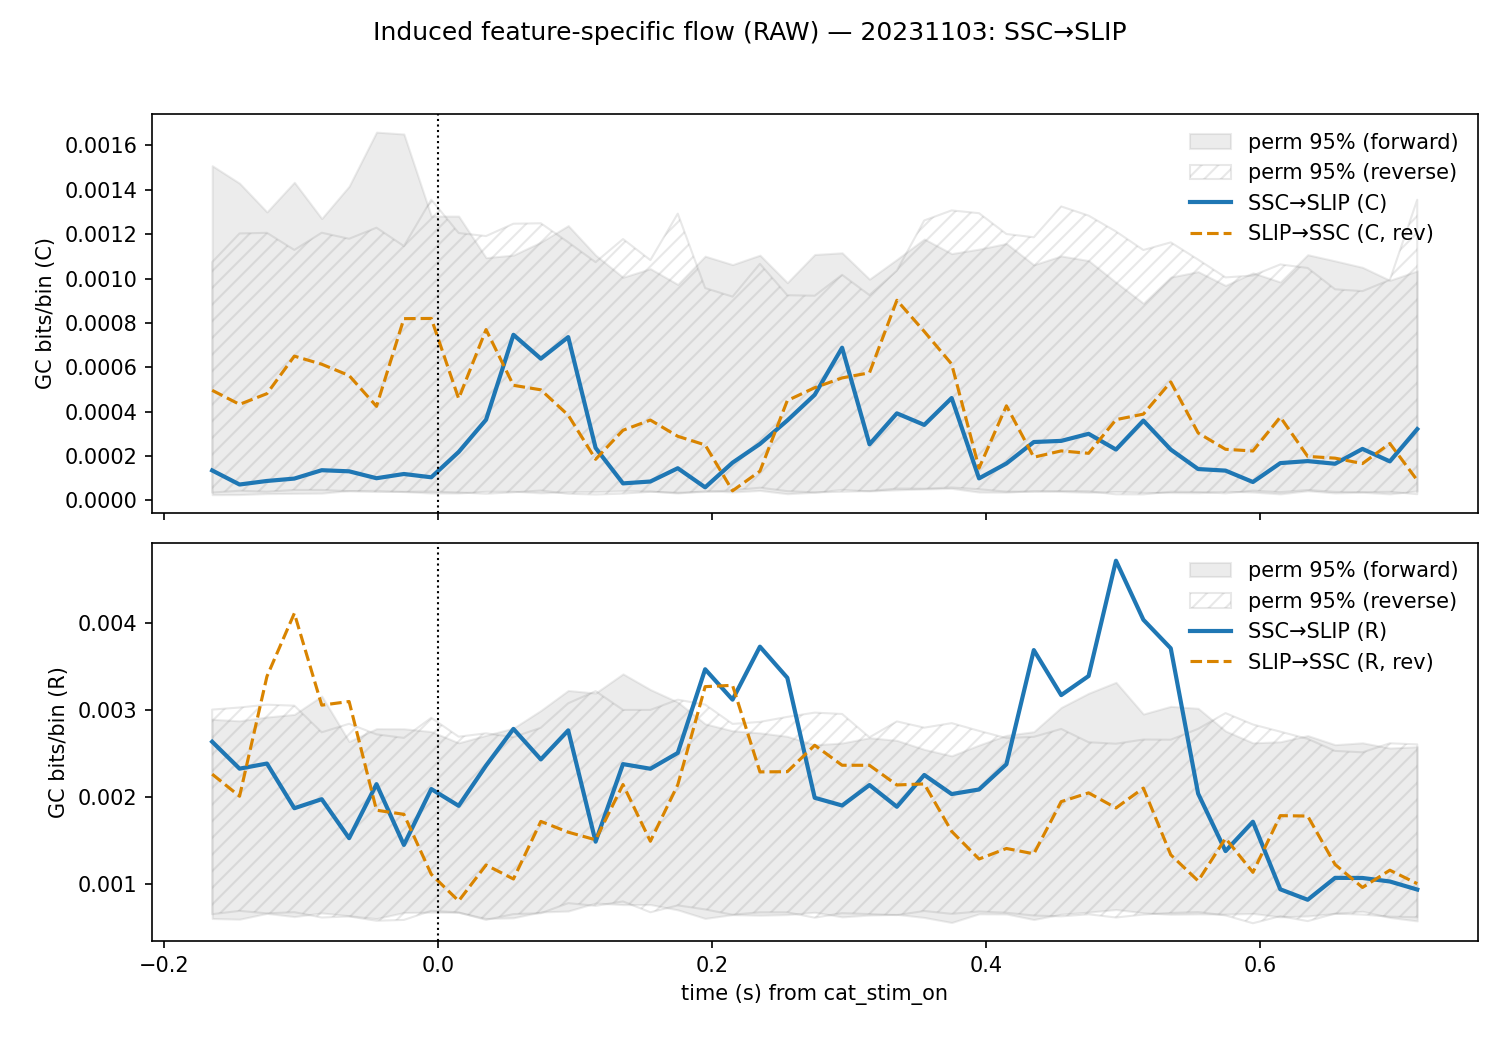 Induced feature-specific flow (RAW) — 20231103: SSC→SLIP
GC bits/bin (C)
0.0016
0.0014
0.0012
0.0010
0.0008
0.0006
0.0004
0.0002
0.0000
perm 95% (forward)
perm 95% (reverse)
SSC→SLIP (C)
SLIP→SSC (C, rev)
GC bits/bin (R)
0.004
0.003
0.002
0.001
perm 95% (forward)
perm 95% (reverse)
SSC→SLIP (R)
SLIP→SSC (R, rev)
−0.2 0.0 0.2 0.4 0.6
time (s) from cat_stim_on